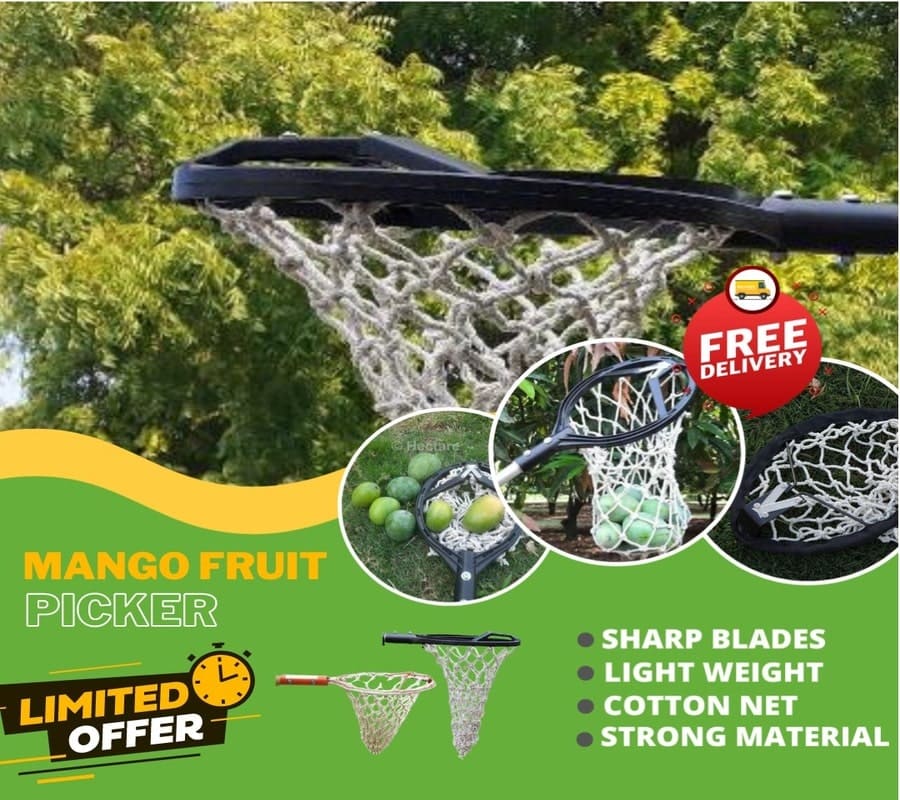 FREE
DELIVERY
© Hectare
MANGO FRUIT
PICKER
LIMITED
OFFER
SHARP BLADES
LIGHT WEIGHT
COTTON NET
STRONG MATERIAL